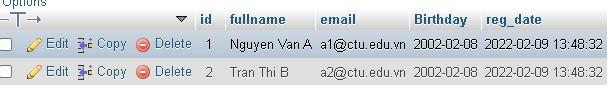 Options
id fullname email Birthday reg_date
Edit Copy Delete 1 Nguyen Van A a1@ctu.edu.vn 2002-02-08 2022-02-09 13:48:32
Edit Copy Delete 2 Tran Thi B a2@ctu.edu.vn 2002-02-08 2022-02-09 13:48:32